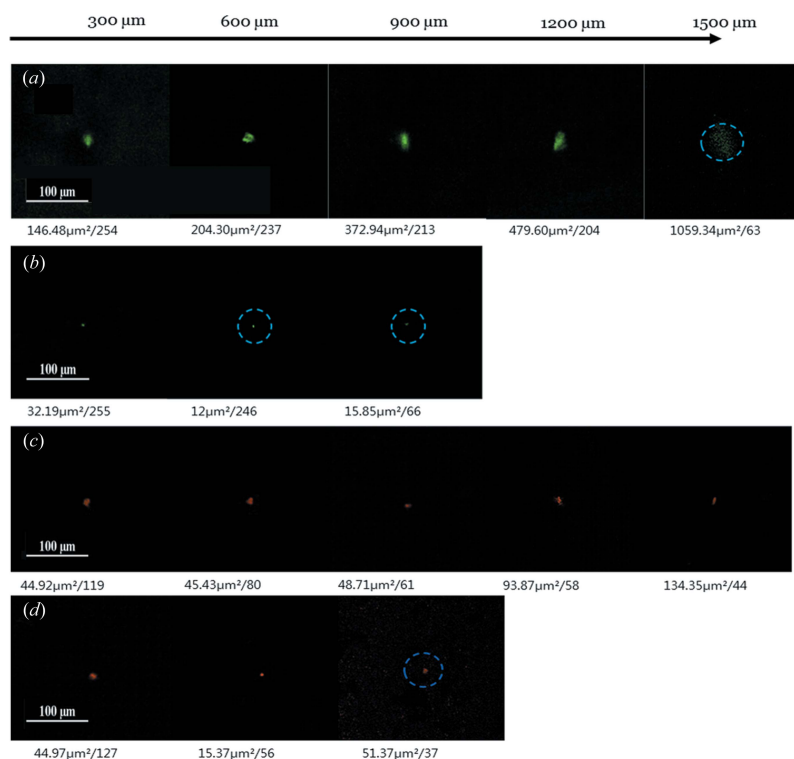 300 μm 600 μm 900 μm 1200 μm 1500 μm
(a)
100 μm
146.48μm²/254 204.30μm²/237 372.94μm²/213 479.60μm²/204 1059.34μm²/63
(b)
100 μm
32.19μm²/255 12μm²/246 15.85μm²/66
(c)
100 μm
44.92μm²/119 45.43μm²/80 48.71μm²/61 93.87μm²/58 134.35μm²/44
(d)
100 μm
44.97μm²/127 15.37μm²/56 51.37μm²/37